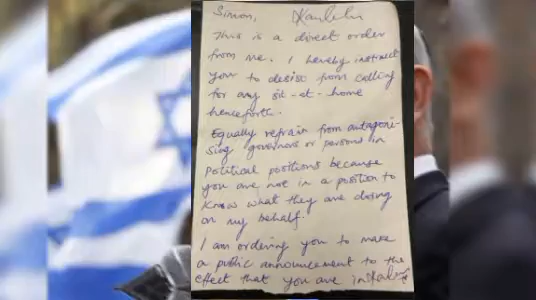 Simon,
This is a direct order
from me. I hereby instruct
you to desist from calling
for any sit-at-home
henceforth.
Equally refrain from antagoni-
sing governors or persons in
political positions because
you are not in a position to
know what they are doing
on my behalf.
I am ordering you to make
a public announcement to the
effect that you are